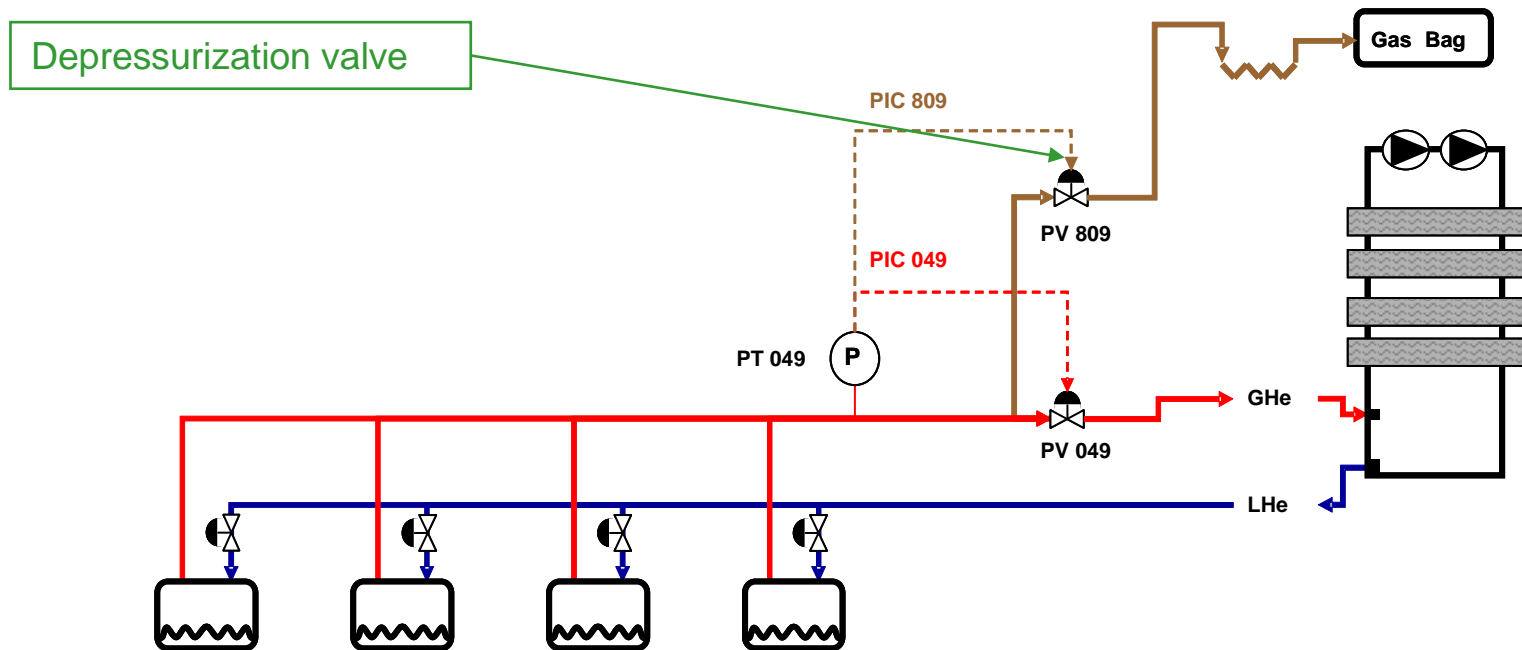 Gas Bag
Depressurization valve
PIC 809
PV 809
PIC 049
PT 049
P
GHe
PV 049
LHe